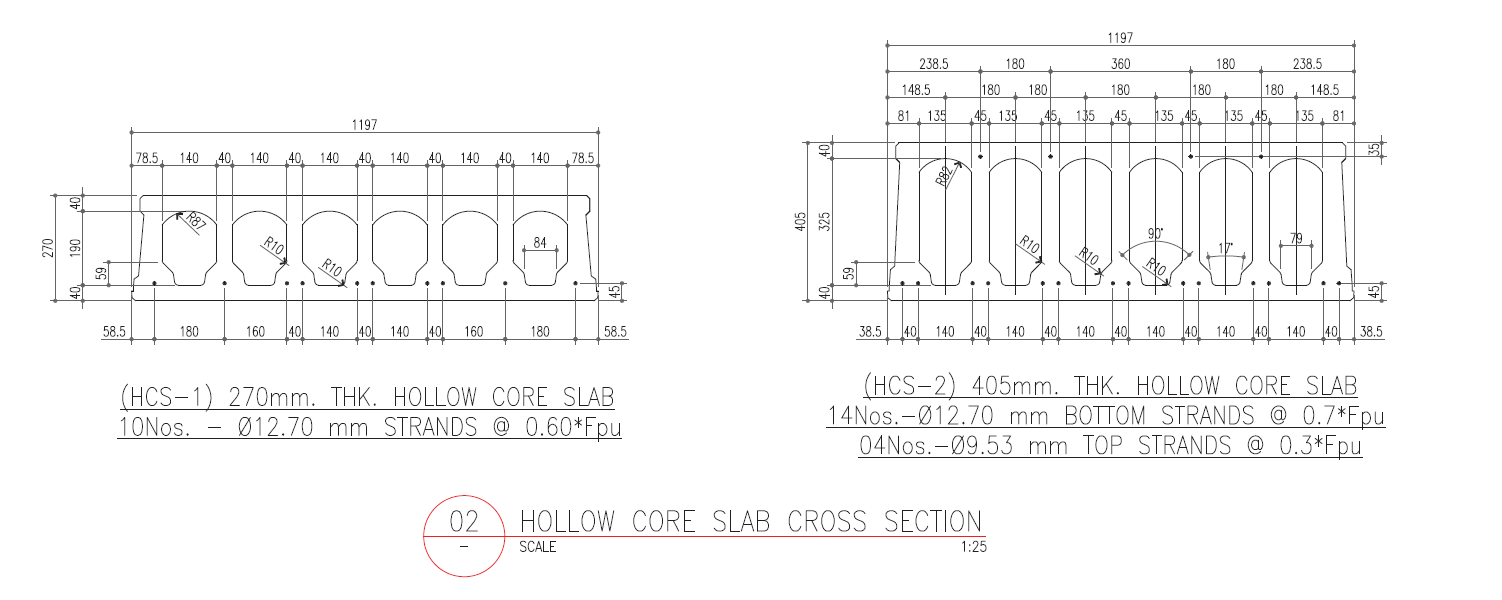 1197
78.5 140 40 140 40 140 40 140 40 140 40 140 78.5
270
40
190
59
40
R87
R10
R10
84
45
58.5 180 160 40 140 40 140 40 160 180 58.5
(HCS-1) 270mm. THK. HOLLOW CORE SLAB
10Nos. - Ø12.70 mm STRANDS @ 0.60*Fpu
1197
238.5 180 360 180 238.5
148.5 180 180 180 180 180 148.5
81 135 45 135 45 135 45 135 45 135 45 135 81
405
40
325
59
40
35
R82
R10
R10
90°
R10
17°
79
45
38.5 40 140 40 140 40 140 40 140 40 140 40 140 40 38.5
(HCS-2) 405mm. THK. HOLLOW CORE SLAB
14Nos.-Ø12.70 mm BOTTOM STRANDS @ 0.7*Fpu
04Nos.-Ø9.53 mm TOP STRANDS @ 0.3*Fpu
02 HOLLOW CORE SLAB CROSS SECTION
- SCALE 1:25